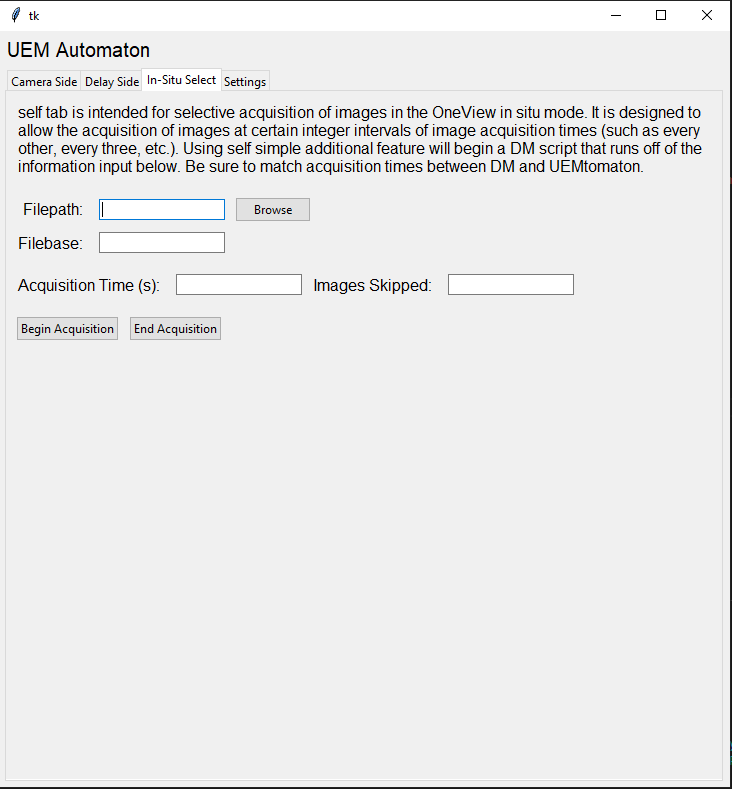 tk
UEM Automaton
Camera Side Delay Side In-Situ Select Settings
self tab is intended for selective acquisition of images in the OneView in situ mode. It is designed to
allow the acquisition of images at certain integer intervals of image acquisition times (such as every
other, every three, etc.). Using self simple additional feature will begin a DM script that runs off of the
information input below. Be sure to match acquisition times between DM and UEMtomaton.
Filepath: Browse
Filebase:
Acquisition Time (s): Images Skipped:
Begin Acquisition End Acquisition